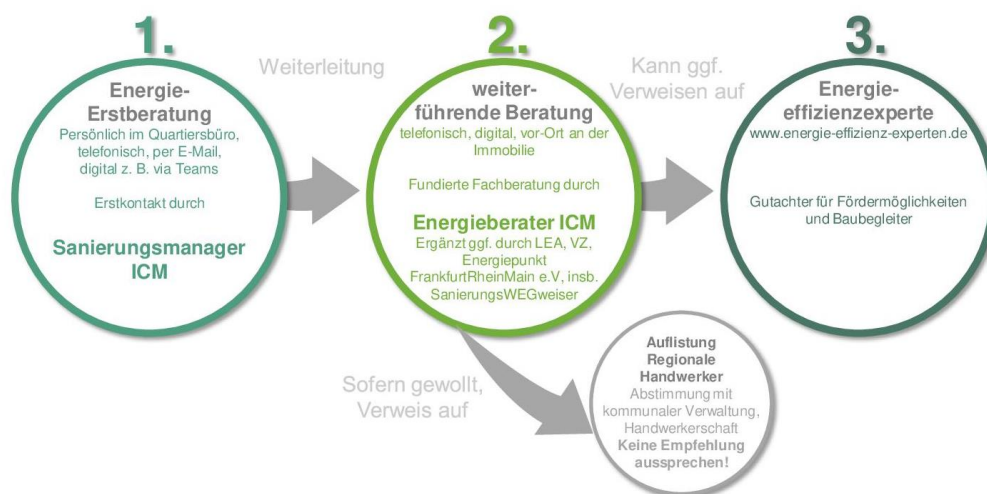 1.
Energie-
Erstberatung
Persönlich im Quartiersbüro,
telefonisch, per E-Mail,
digital z. B. via Teams
Erstkontakt durch
Sanierungsmanager
ICM
Weiterleitung
2.
weiter-
führende Beratung
telefonisch, digital, vor-Ort an der
Immobilie
Fundierte Fachberatung durch
Energieberater ICM
Ergänzt ggf. durch LEA, VZ,
Energiepunkt
FrankfurtRheinMain e.V, insb.
SanierungsWEGweiser
Kann ggf.
Verweisen auf
3.
Energie-
effizienzexperte
www.energie-effizienz-experten.de
Gutachter für Fördermöglichkeiten
und Baubegleiter
Sofern gewollt,
Verweis auf
Auflistung
Regionale
Handwerker
Abstimmung mit
kommunaler Verwaltung,
Handwerkerschaft
Keine Empfehlung
aussprechen!